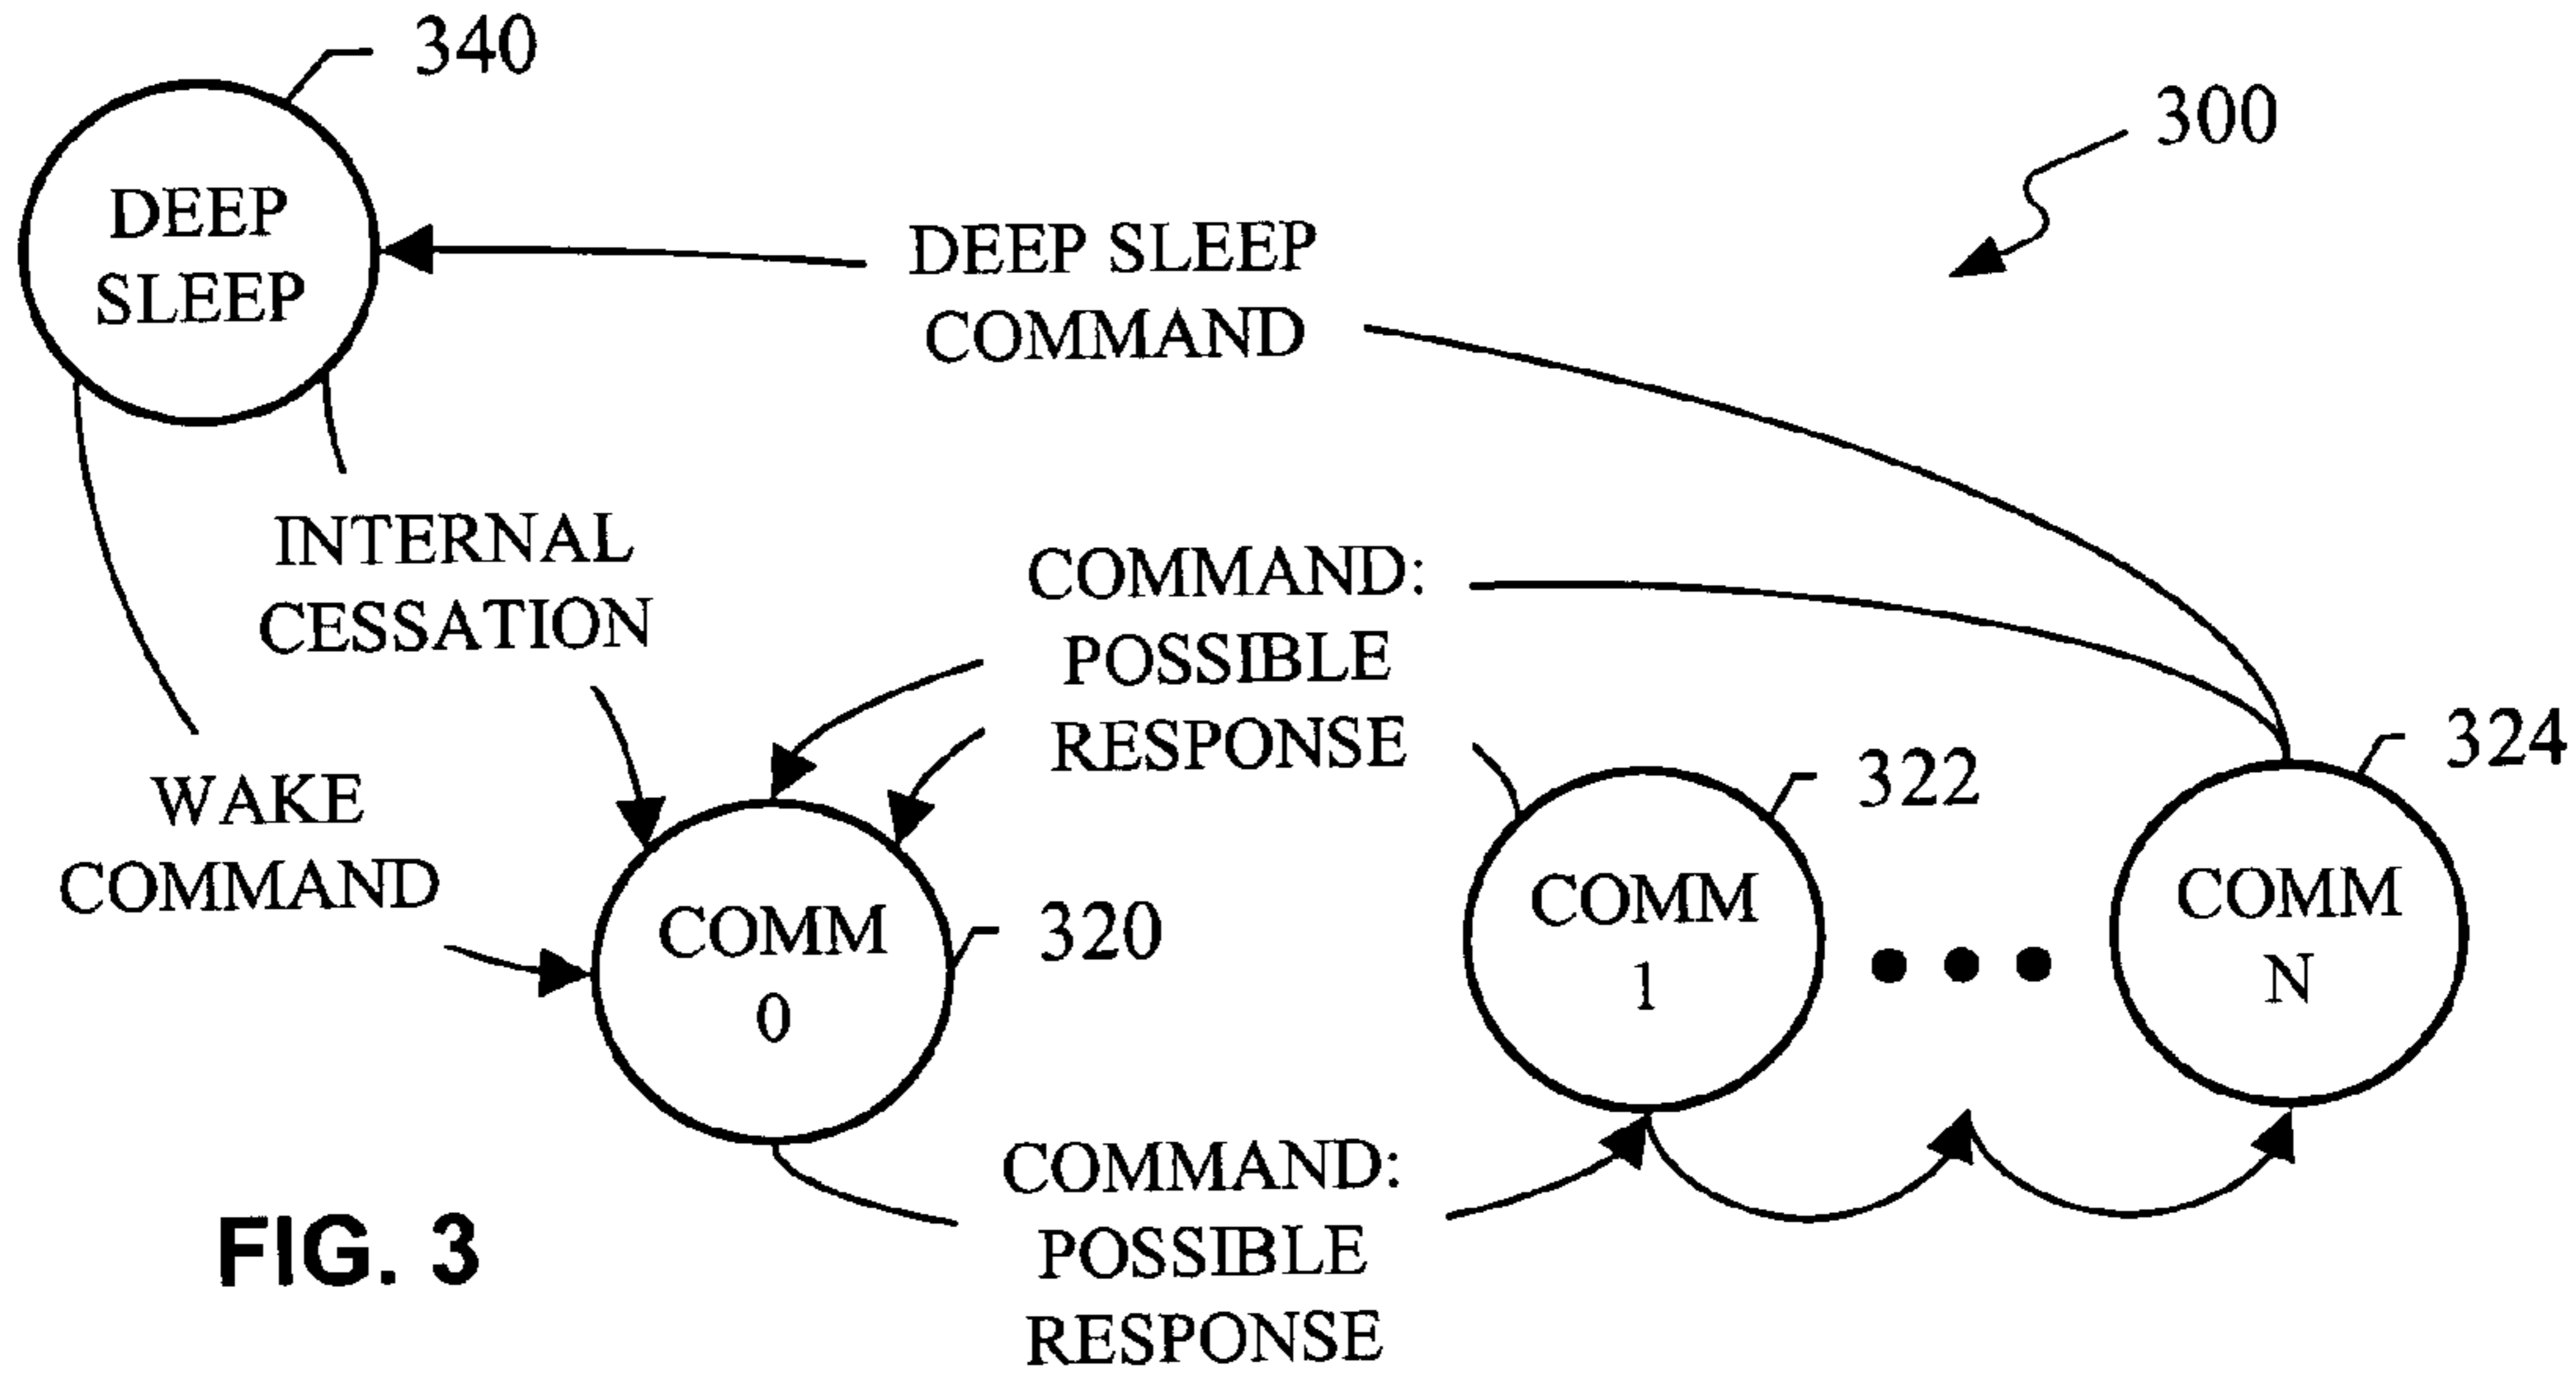 340
300
DEEP
SLEEP
DEEP SLEEP
COMMAND
INTERNAL
CESSATION
COMMAND:
POSSIBLE
RESPONSE
WAKE
COMMAND
324
322
320
COMM
0
COMM
1
COMM
N
COMMAND:
POSSIBLE
RESPONSE
FIG. 3